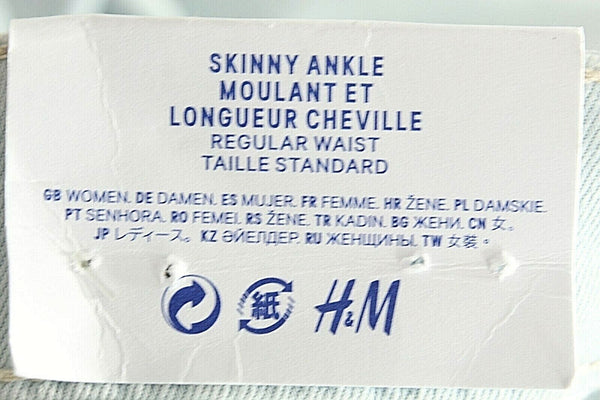 SKINNY ANKLE
MOULANT ET
LONGUEUR CHEVILLE
REGULAR WAIST
TAILLE STANDARD
GB WOMEN. DE DAMEN. ES MUJER. FR FEMME. HR ŽENE. PL DAMSKIE.
PT SENHORA. RO FEMEI. RS ŽENE. TR KADIN. BG ЖЕНИ. CN 女。
JP レディース。 KZ ӘЙЕЛДЕР. RU ЖЕНЩИНЫ. TW 女裝。
紙 H&M